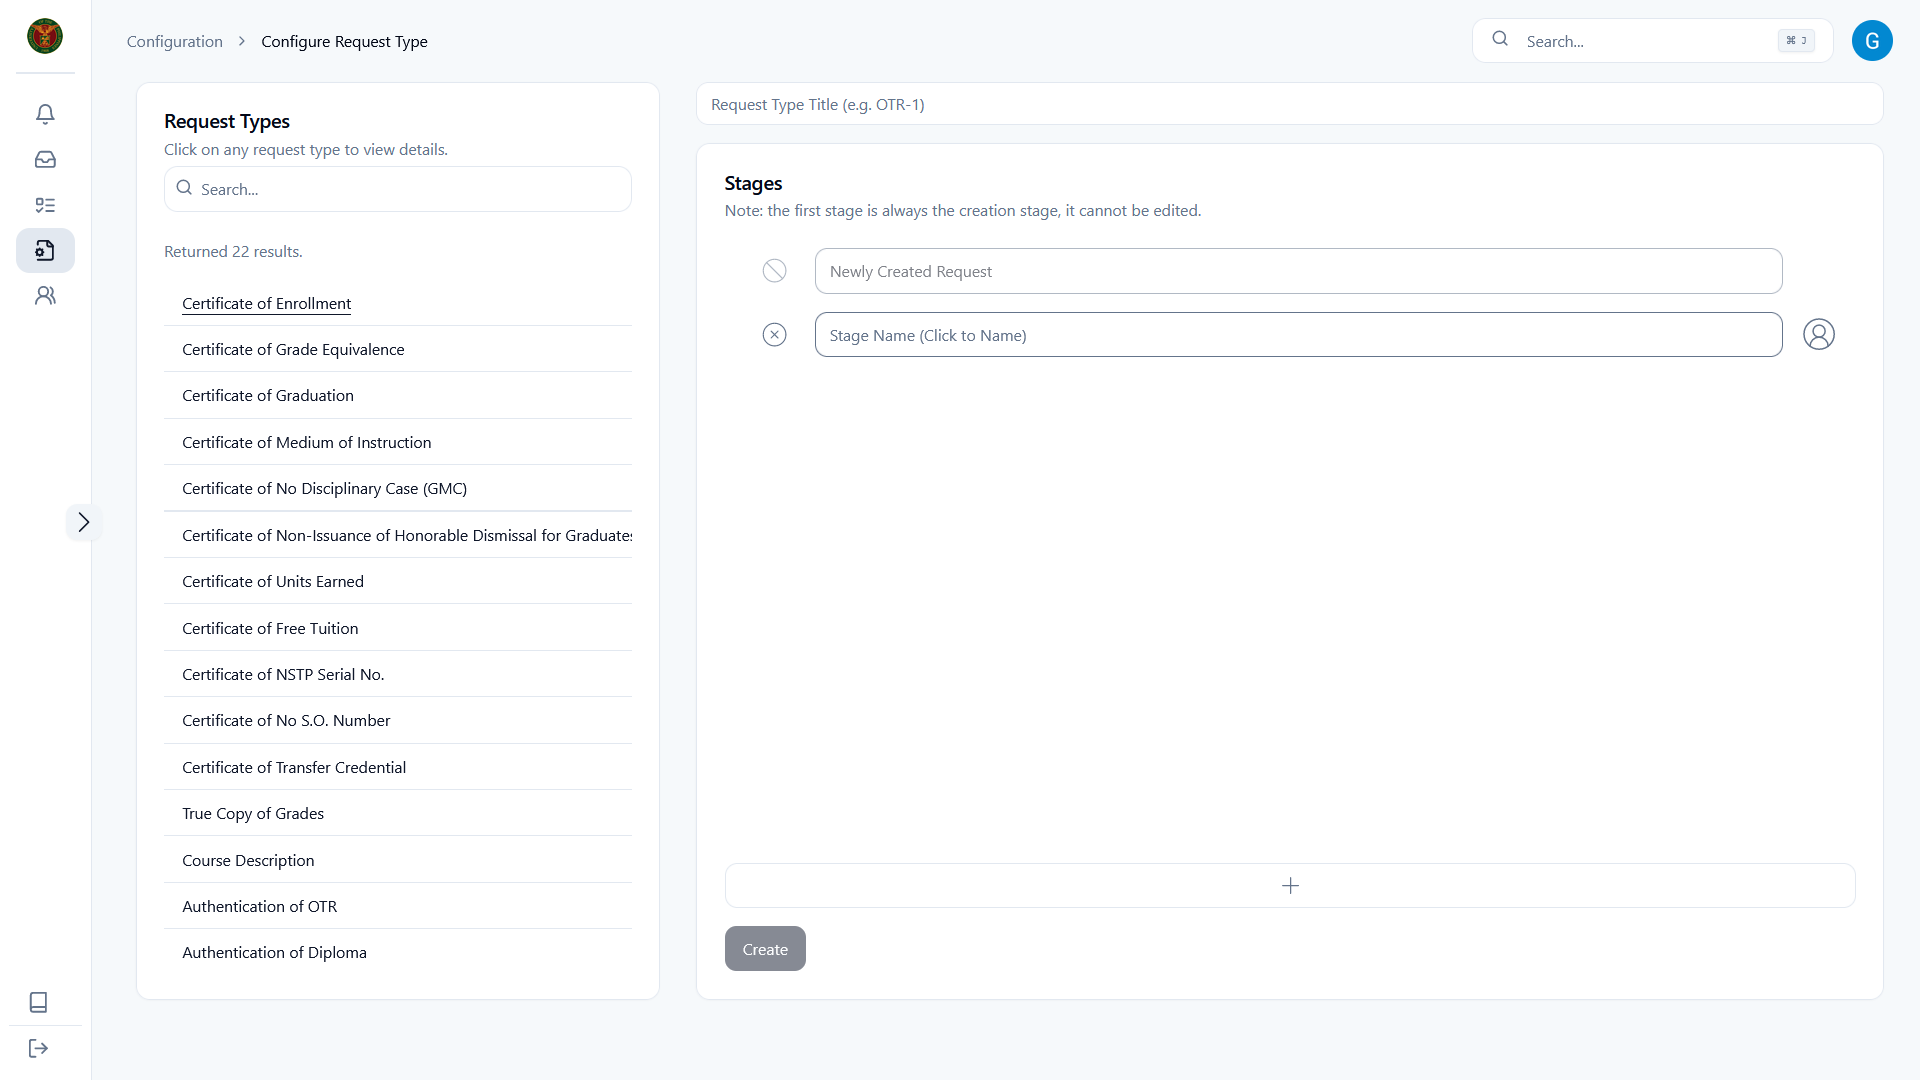 Configuration > Configure Request Type
Search...
⌘ J
G
Request Types
Click on any request type to view details.
Search...
Returned 22 results.
Certificate of Enrollment
Certificate of Grade Equivalence
Certificate of Graduation
Certificate of Medium of Instruction
Certificate of No Disciplinary Case (GMC)
Certificate of Non-Issuance of Honorable Dismissal for Graduates
Certificate of Units Earned
Certificate of Free Tuition
Certificate of NSTP Serial No.
Certificate of No S.O. Number
Certificate of Transfer Credential
True Copy of Grades
Course Description
Authentication of OTR
Authentication of Diploma
Request Type Title (e.g. OTR-1)
Stages
Note: the first stage is always the creation stage, it cannot be edited.
Newly Created Request
Stage Name (Click to Name)
Create